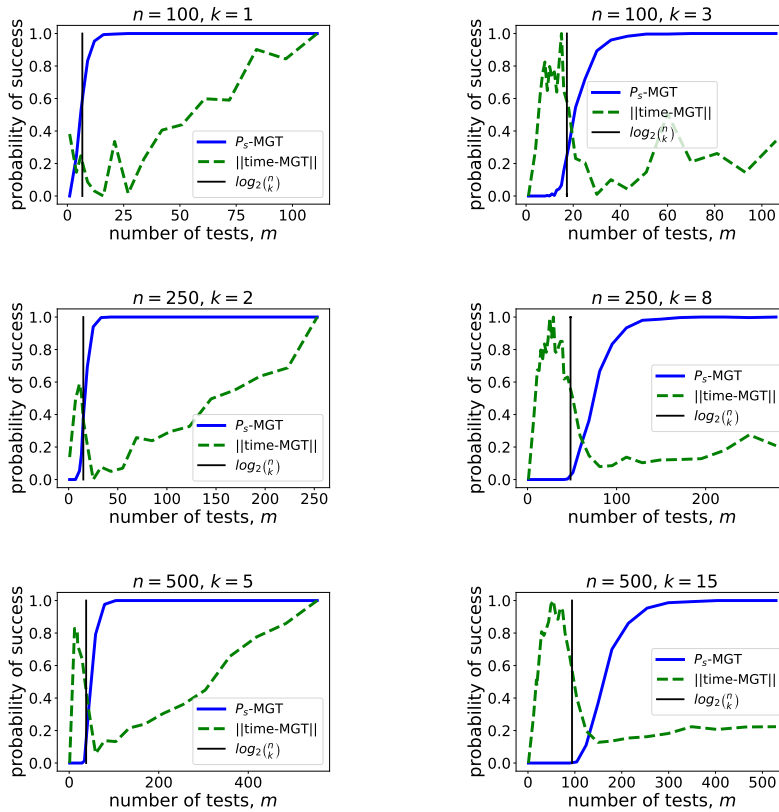 n = 100, k = 1
probability of success
1.0
0.8
0.6
0.4
0.2
0.0
P_s-MGT
||time-MGT||
log_2(n k)
0 25 50 75 100
number of tests, m
n = 100, k = 3
probability of success
1.0
0.8
0.6
0.4
0.2
0.0
P_s-MGT
||time-MGT||
log_2(n k)
0 20 40 60 80 100
number of tests, m
n = 250, k = 2
probability of success
1.0
0.8
0.6
0.4
0.2
0.0
P_s-MGT
||time-MGT||
log_2(n k)
0 50 100 150 200 250
number of tests, m
n = 250, k = 8
probability of success
1.0
0.8
0.6
0.4
0.2
0.0
P_s-MGT
||time-MGT||
log_2(n k)
0 100 200
number of tests, m
n = 500, k = 5
probability of success
1.0
0.8
0.6
0.4
0.2
0.0
P_s-MGT
||time-MGT||
log_2(n k)
0 200 400
number of tests, m
n = 500, k = 15
probability of success
1.0
0.8
0.6
0.4
0.2
0.0
P_s-MGT
||time-MGT||
log_2(n k)
0 100 200 300 400 500
number of tests, m